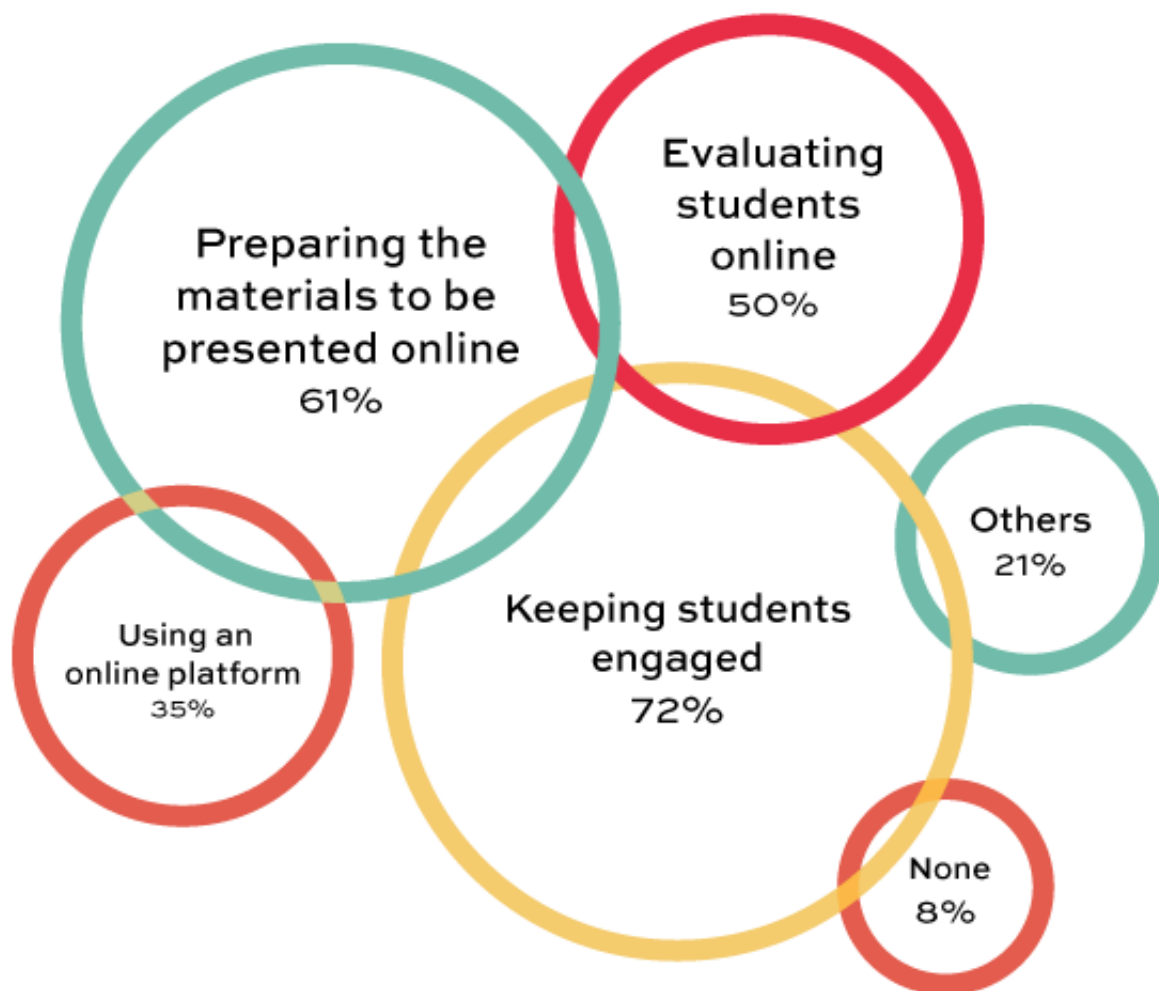 Evaluating
students
online
50%
Preparing the
materials to be
presented online
61%
Others
21%
Keeping students
engaged
72%
Using an
online platform
35%
None
8%